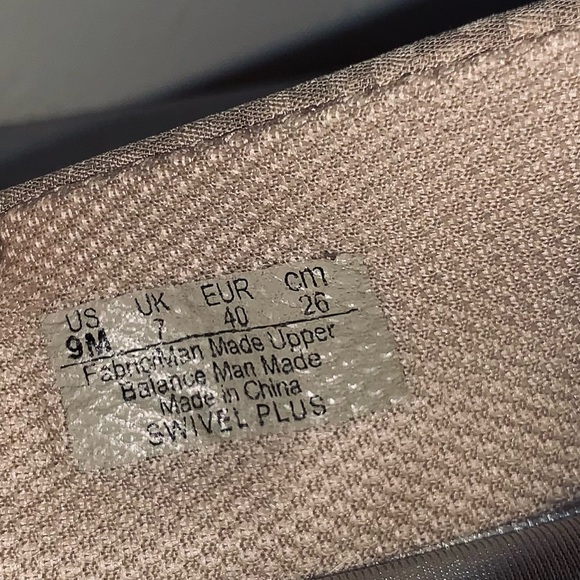 US UK EUR cm
9M 7 40 26
Fabric/Man Made Upper
Balance Man Made
Made in China
SWIVEL PLUS